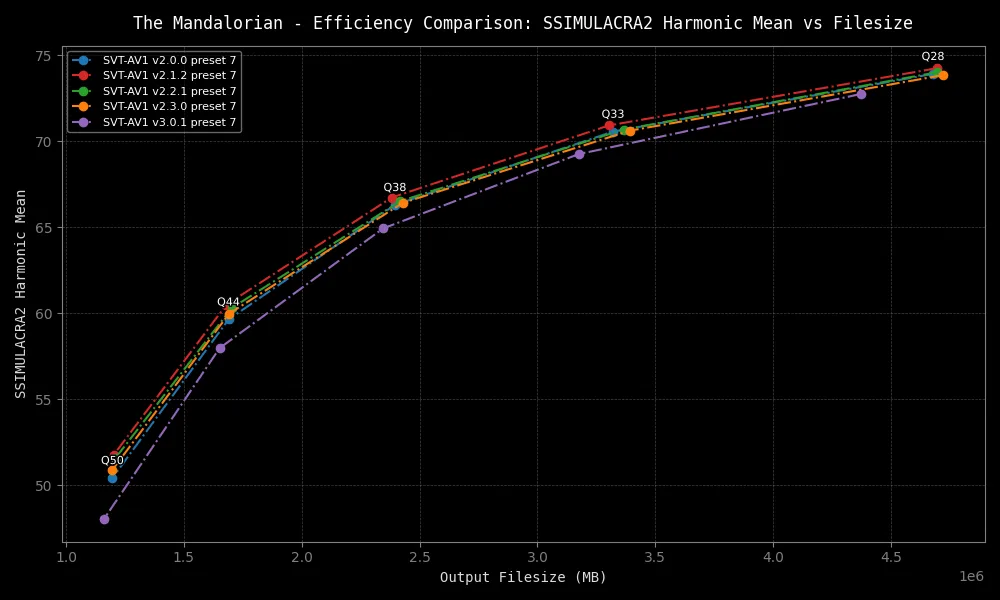 The Mandalorian - Efficiency Comparison: SSIMULACRA2 Harmonic Mean vs Filesize
SVT-AV1 v2.0.0 preset 7
SVT-AV1 v2.1.2 preset 7
SVT-AV1 v2.2.1 preset 7
SVT-AV1 v2.3.0 preset 7
SVT-AV1 v3.0.1 preset 7
SSIMULACRA2 Harmonic Mean
75
70
65
60
55
50
Q28
Q33
Q38
Q44
Q50
1.0 1.5 2.0 2.5 3.0 3.5 4.0 4.5
1e6
Output Filesize (MB)